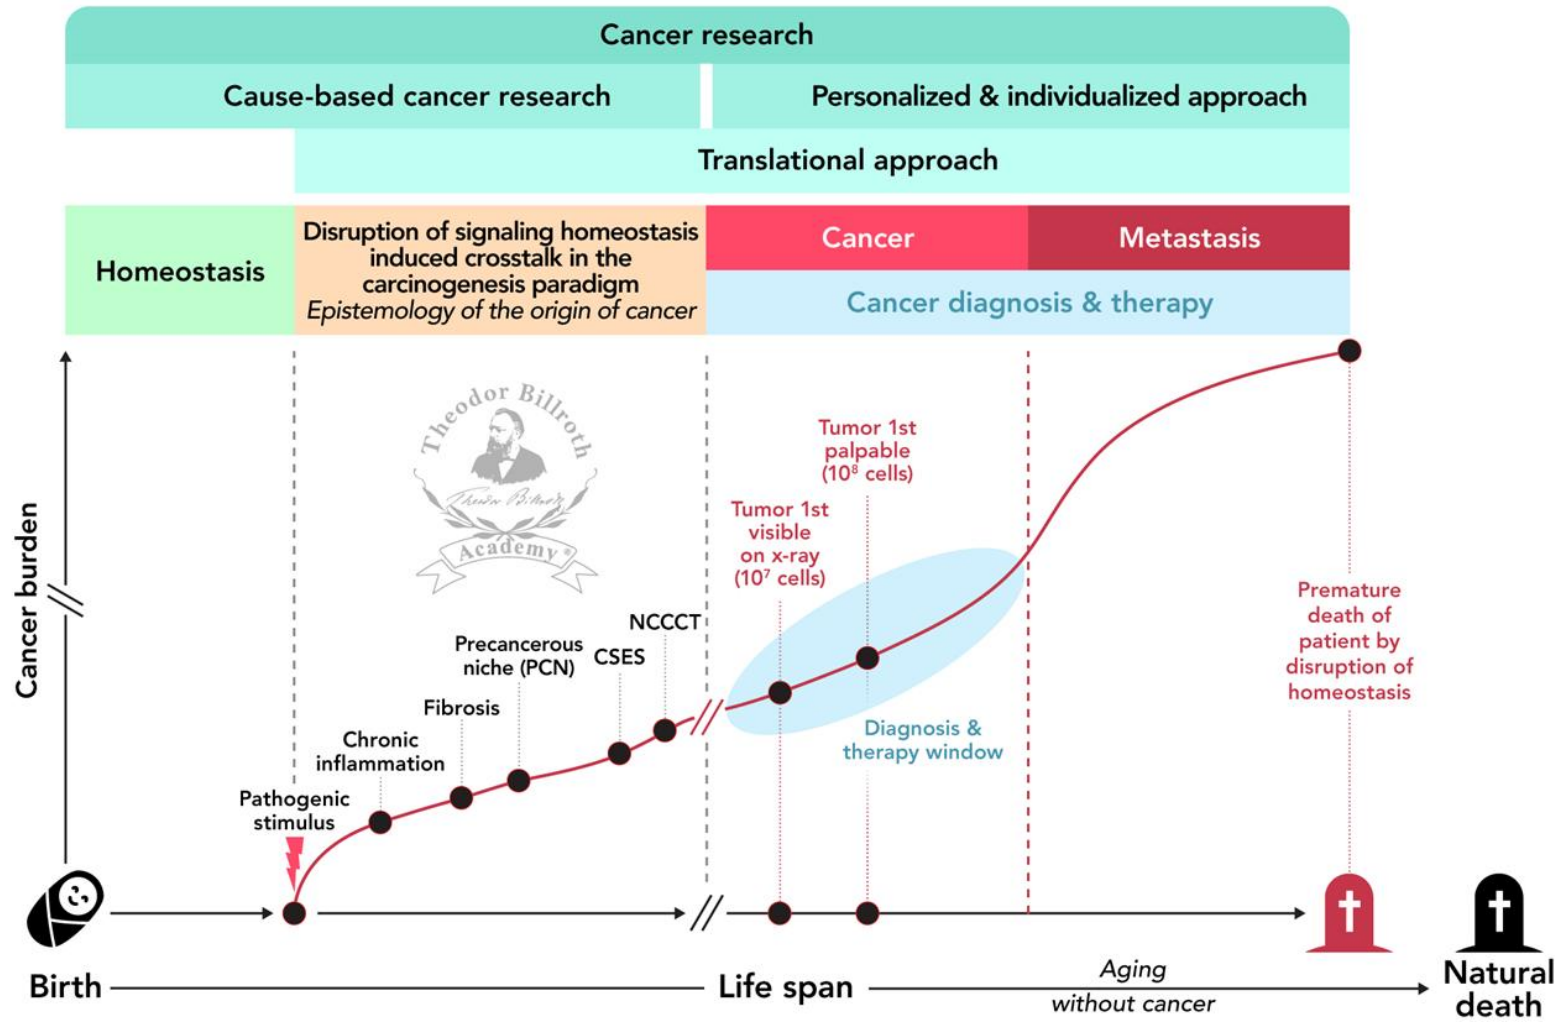 Cancer research
Cause-based cancer research
Personalized & individualized approach
Translational approach
Homeostasis
Disruption of signaling homeostasis
induced crosstalk in the
carcinogenesis paradigm
Epistemology of the origin of cancer
Cancer
Metastasis
Cancer diagnosis & therapy
Cancer burden
Theodor Billroth
Theodor Billroth
Academy®
Pathogenic
stimulus
Chronic
inflammation
Fibrosis
Precancerous
niche (PCN)
CSES
NCCCT
Tumor 1st
visible
on x-ray
(10⁷ cells)
Tumor 1st
palpable
(10⁸ cells)
Diagnosis &
therapy window
Premature
death of
patient by
disruption of
homeostasis
Birth
Life span
Aging
without cancer
Natural
death